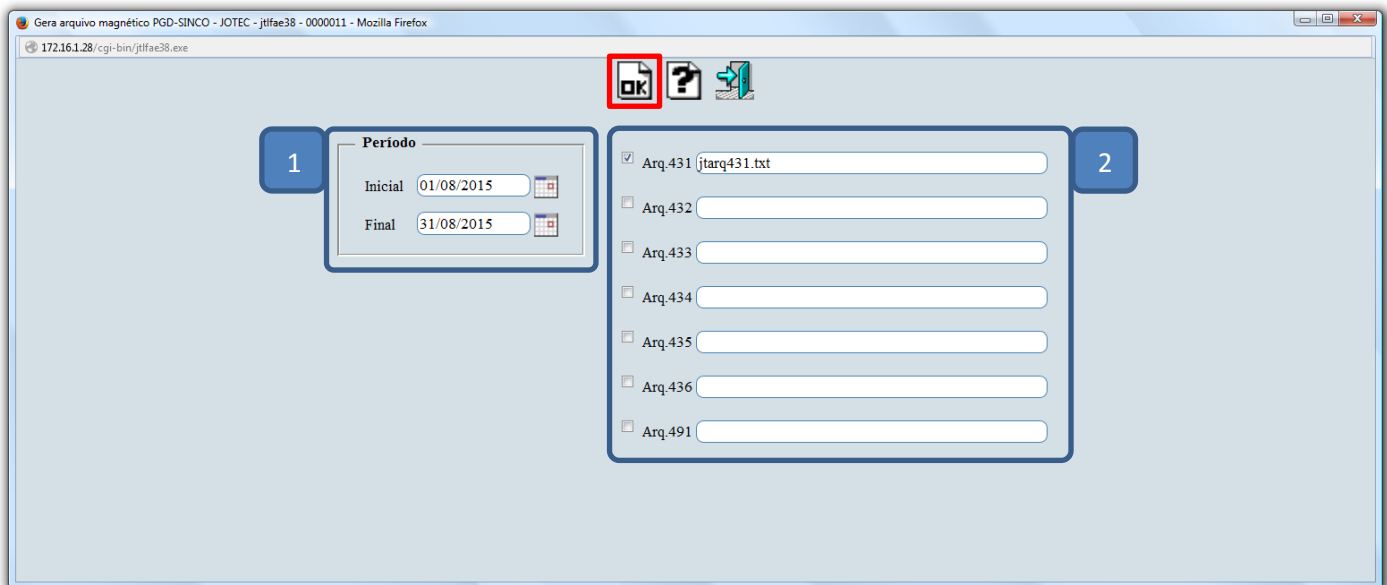 Gera arquivo magnético PGD-SINCO - JOTEC - jtlfae38 - 0000011 - Mozilla Firefox
172.16.1.28/cgi-bin/jtlfae38.exe
OK ?
1
Período
Inicial 01/08/2015
Final 31/08/2015
2
Arq.431 jtarq431.txt
Arq.432
Arq.433
Arq.434
Arq.435
Arq.436
Arq.491